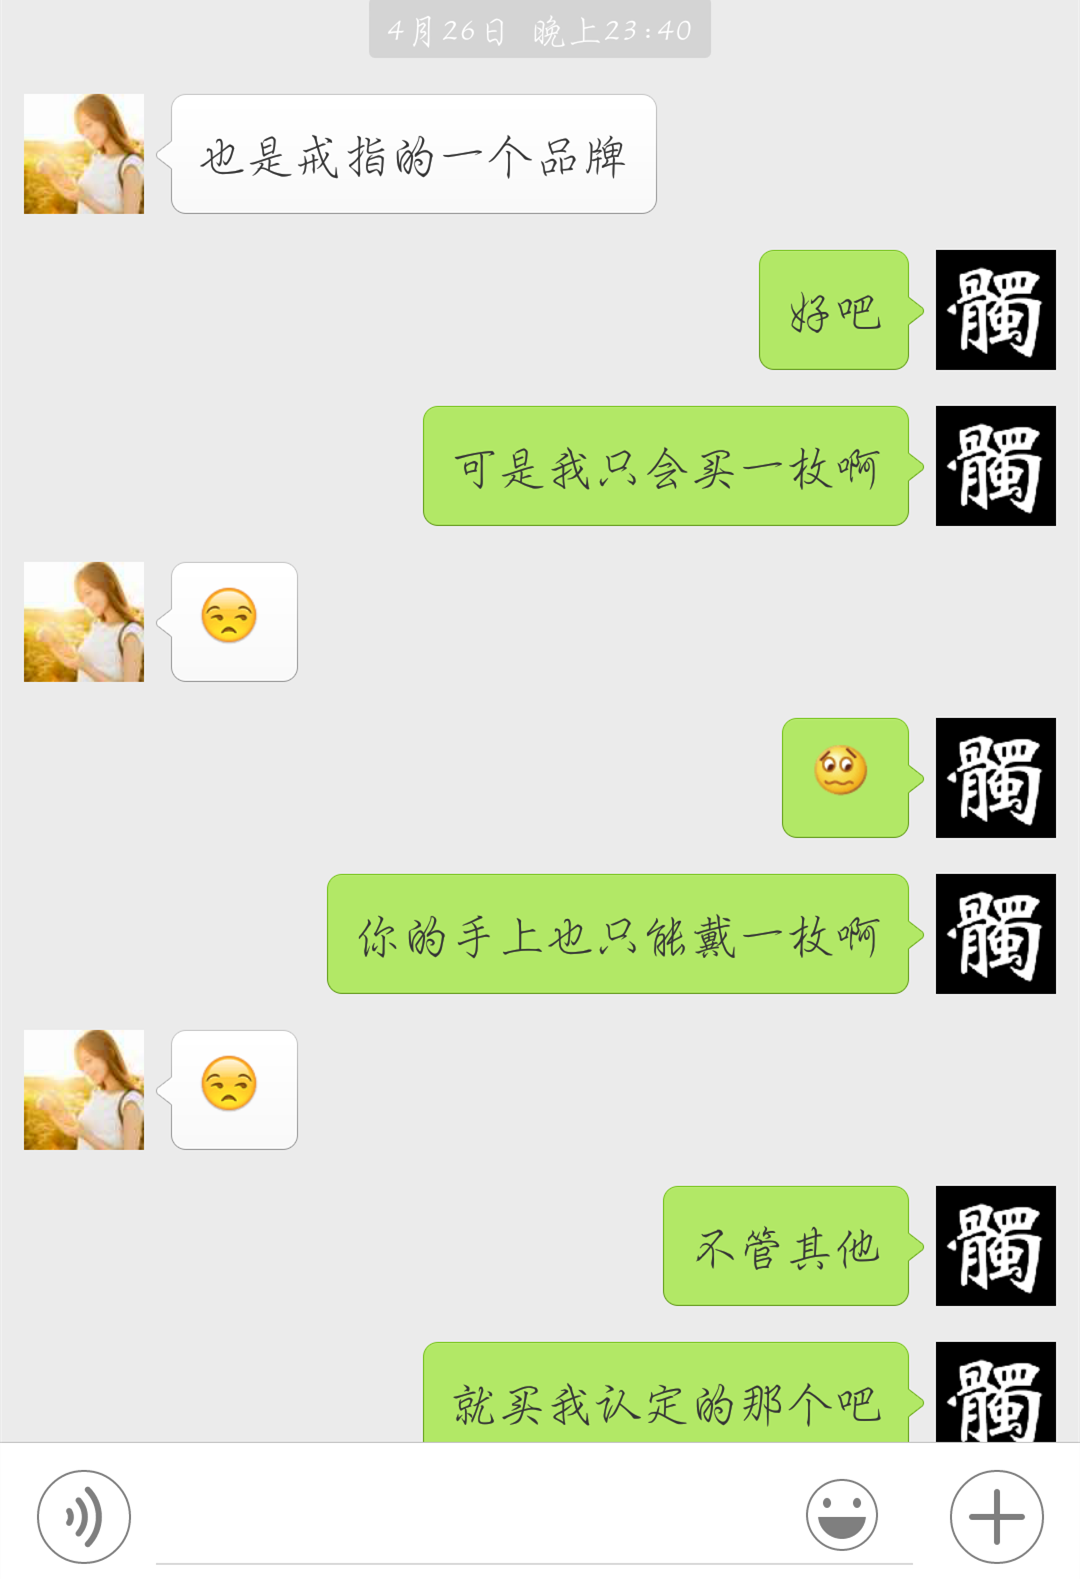 4月26日 晚上23:40
也是戒指的一个品牌
好吧
髑
可是我只会买一枚啊
髑
髑
你的手上也只能戴一枚啊
髑
不管其他
髑
就买我认定的那个吧
髑